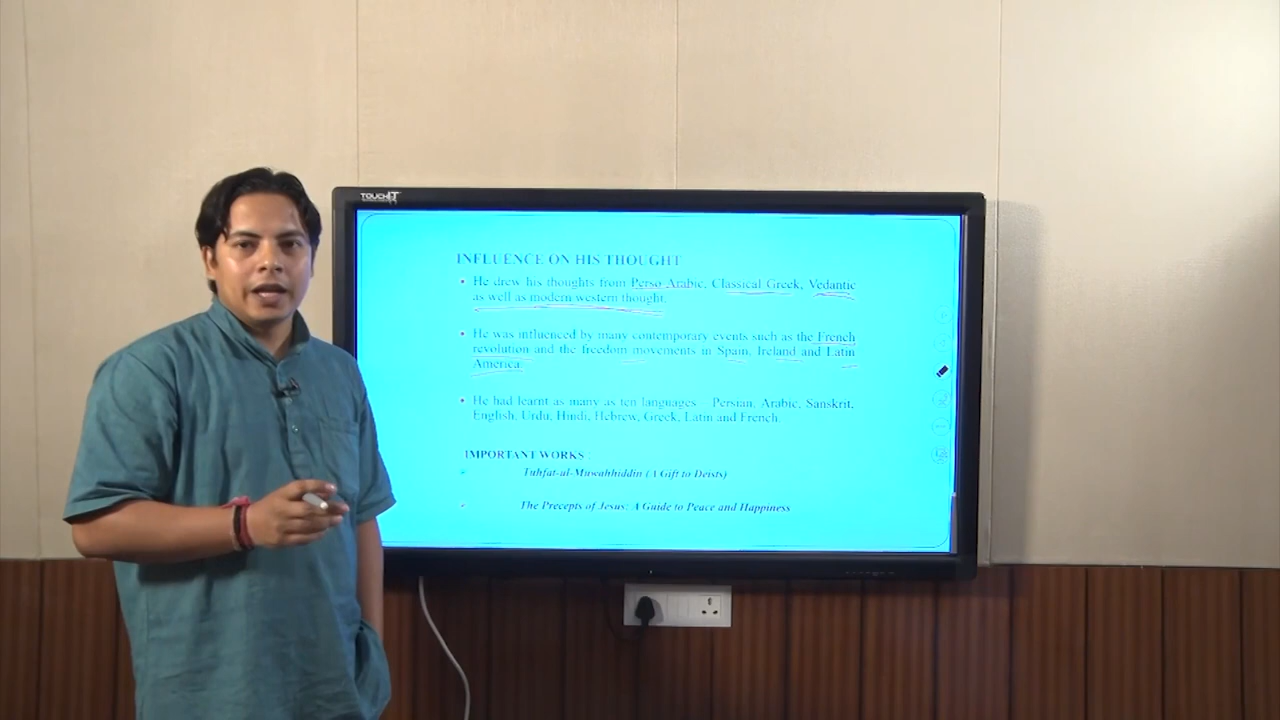 TOUCHIT
INFLUENCE ON HIS THOUGHT
• He drew his thoughts from Perso Arabic, Classical Greek, Vedantic
as well as modern western thought.
• He was influenced by many contemporary events such as the French
revolution and the freedom movements in Spain, Ireland and Latin
America.
• He had learnt as many as ten languages Persian, Arabic, Sanskrit,
English, Urdu, Hindi, Hebrew, Greek, Latin and French.
IMPORTANT WORKS :
Tuhfat-ul-Muwahhiddin (A Gift to Deists)
The Precepts of Jesus: A Guide to Peace and Happiness